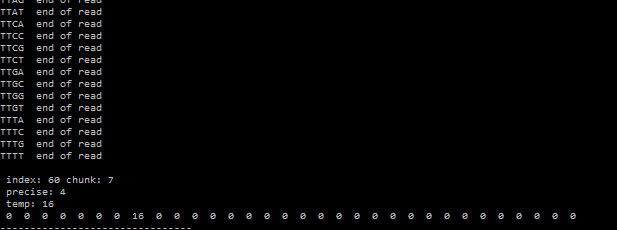 TTAG  end of read
TTAT  end of read
TTCA  end of read
TTCC  end of read
TTCG  end of read
TTCT  end of read
TTGA  end of read
TTGC  end of read
TTGG  end of read
TTGT  end of read
TTTA  end of read
TTTC  end of read
TTTG  end of read
TTTT  end of read
index: 60 chunk: 7
precise: 4
temp: 16
0  0  0  0  0  0  0  16  0  0  0  0  0  0  0  0  0  0  0  0  0  0  0  0  0  0  0  0  0  0  0  0
--------------------------------